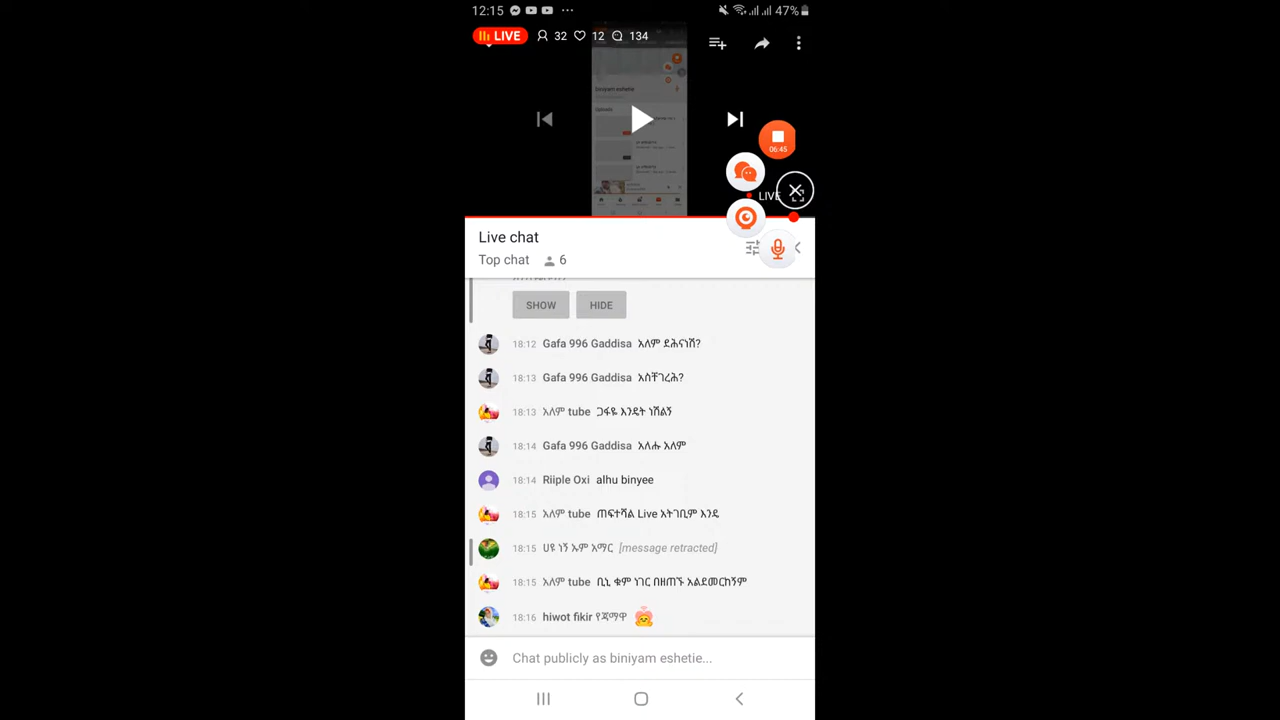 12:15
47%
LIVE 32 12 134
biniyam eshetie
06:45
LIVE
Live chat
Top chat 6
SHOW HIDE
18:12 Gafa 996 Gaddisa አለም ደሕናነሽ?
18:13 Gafa 996 Gaddisa አስቸገረሕ?
18:13 አለም tube ጋፋዬ እንዴት ነሽልኝ
18:14 Gafa 996 Gaddisa አለሑ አለም
18:14 Riiple Oxi alhu binyee
18:15 አለም tube ጠፍተሻል Live አትገቢም እንዴ
18:15 ሀዩ ነኝ ኡም አማር [message retracted]
18:15 አለም tube ቢኒ ቁም ነገር በዘጠኙ አልደመርከኝም
18:16 hiwot fikir የጃማዋ
Chat publicly as biniyam eshetie...